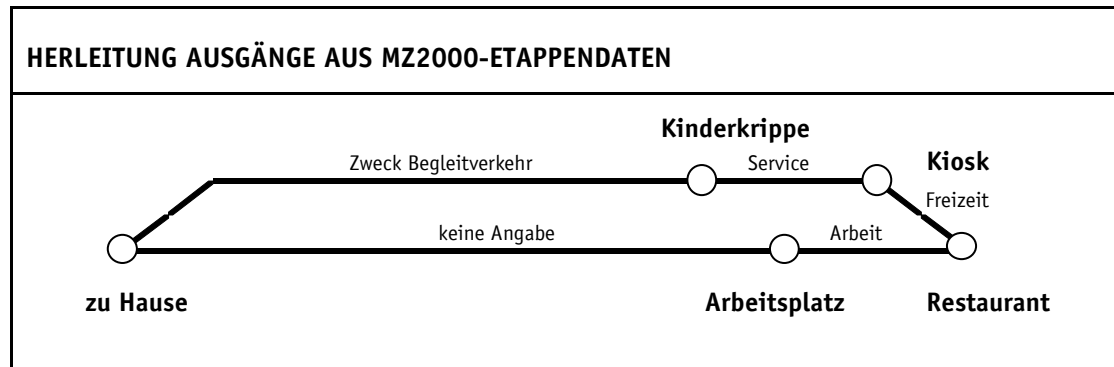 HERLEITUNG AUSGÄNGE AUS MZ2000-ETAPPENDATEN
Kinderkrippe
Zweck Begleitverkehr
Service
Kiosk
Freizeit
keine Angabe
Arbeit
zu Hause
Arbeitsplatz
Restaurant